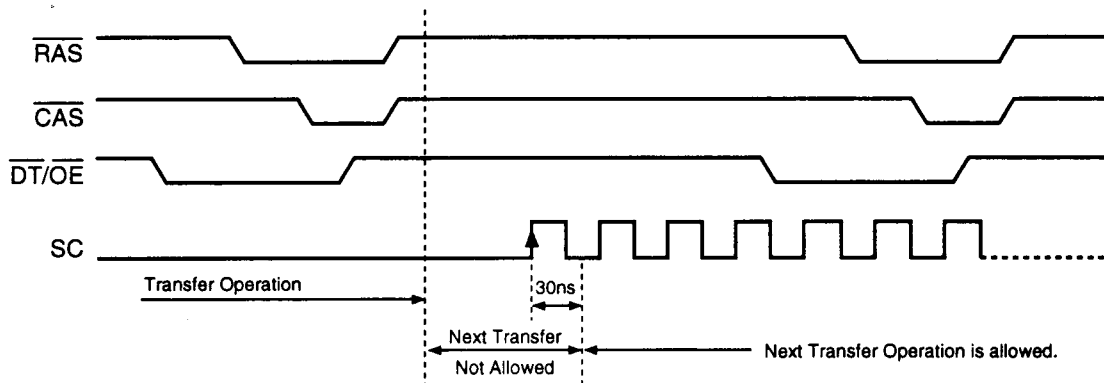 RAS
CAS
DT/OE
SC
Transfer Operation
30ns
Next Transfer
Not Allowed
Next Transfer Operation is allowed.